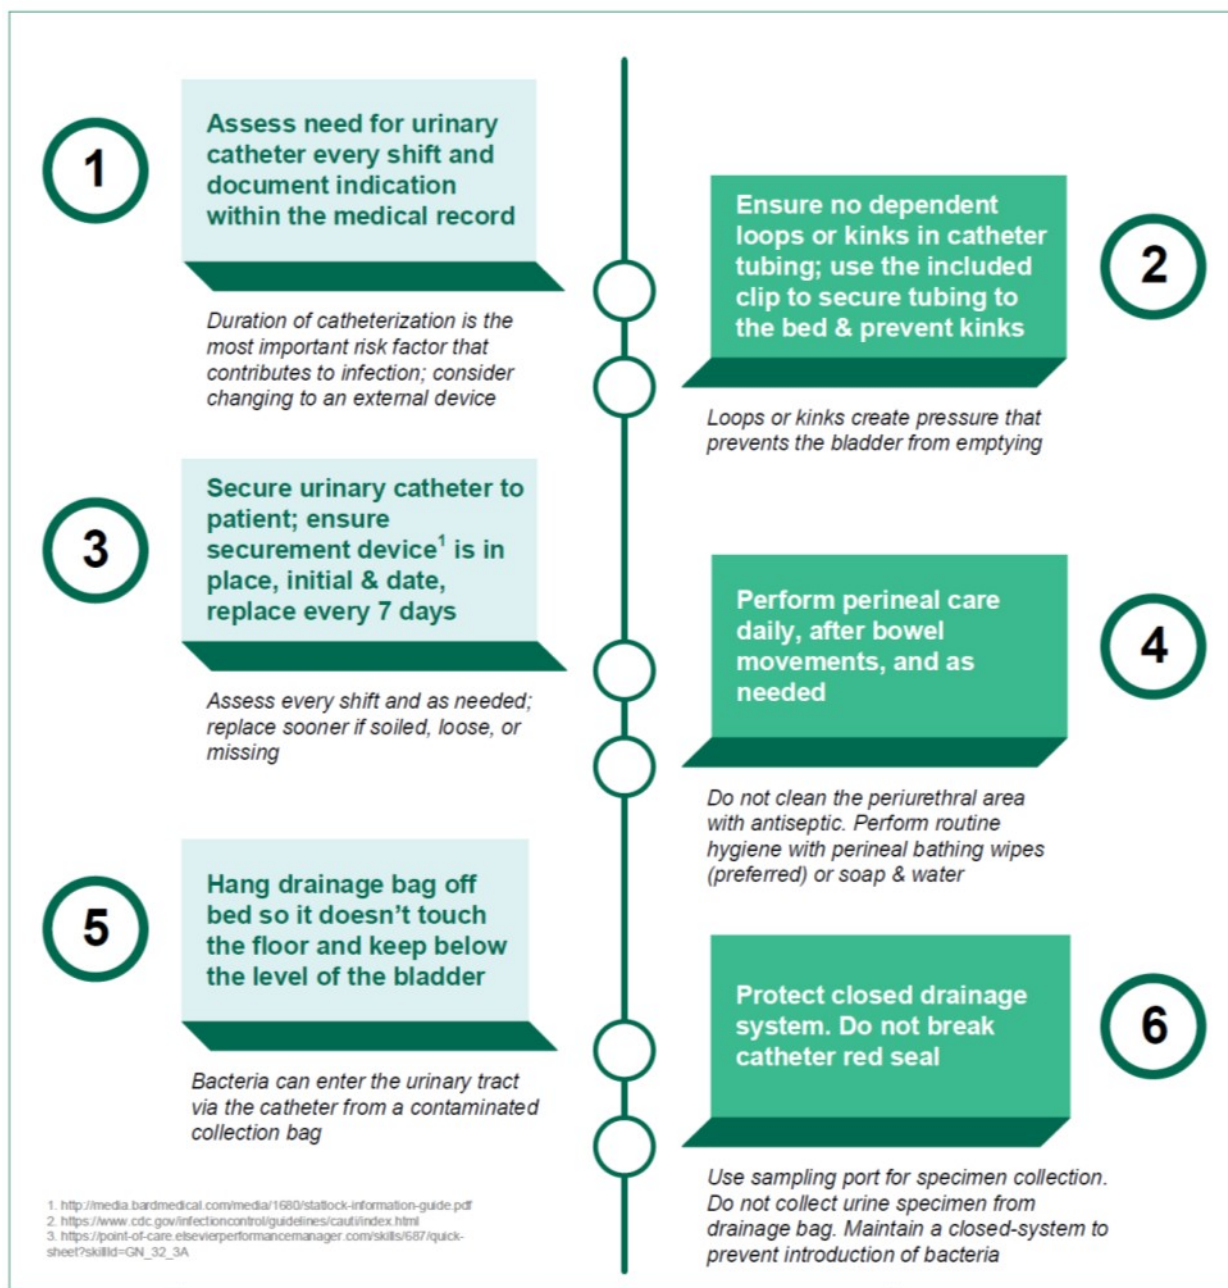 1
Assess need for urinary
catheter every shift and
document indication
within the medical record
Duration of catheterization is the
most important risk factor that
contributes to infection; consider
changing to an external device
2
Ensure no dependent
loops or kinks in catheter
tubing; use the included
clip to secure tubing to
the bed & prevent kinks
Loops or kinks create pressure that
prevents the bladder from emptying
3
Secure urinary catheter to
patient; ensure
securement device¹ is in
place, initial & date,
replace every 7 days
Assess every shift and as needed;
replace sooner if soiled, loose, or
missing
4
Perform perineal care
daily, after bowel
movements, and as
needed
Do not clean the periurethral area
with antiseptic. Perform routine
hygiene with perineal bathing wipes
(preferred) or soap & water
5
Hang drainage bag off
bed so it doesn’t touch
the floor and keep below
the level of the bladder
Bacteria can enter the urinary tract
via the catheter from a contaminated
collection bag
6
Protect closed drainage
system. Do not break
catheter red seal
Use sampling port for specimen collection.
Do not collect urine specimen from
drainage bag. Maintain a closed-system to
prevent introduction of bacteria
1. http://media.bardmedical.com/media/1680/statlock-information-guide.pdf
2. https://www.cdc.gov/infectioncontrol/guidelines/cauti/index.html
3. https://point-of-care.elsevierperformancemanager.com/skills/687/quick-
sheet?skillId=GN_32_3A